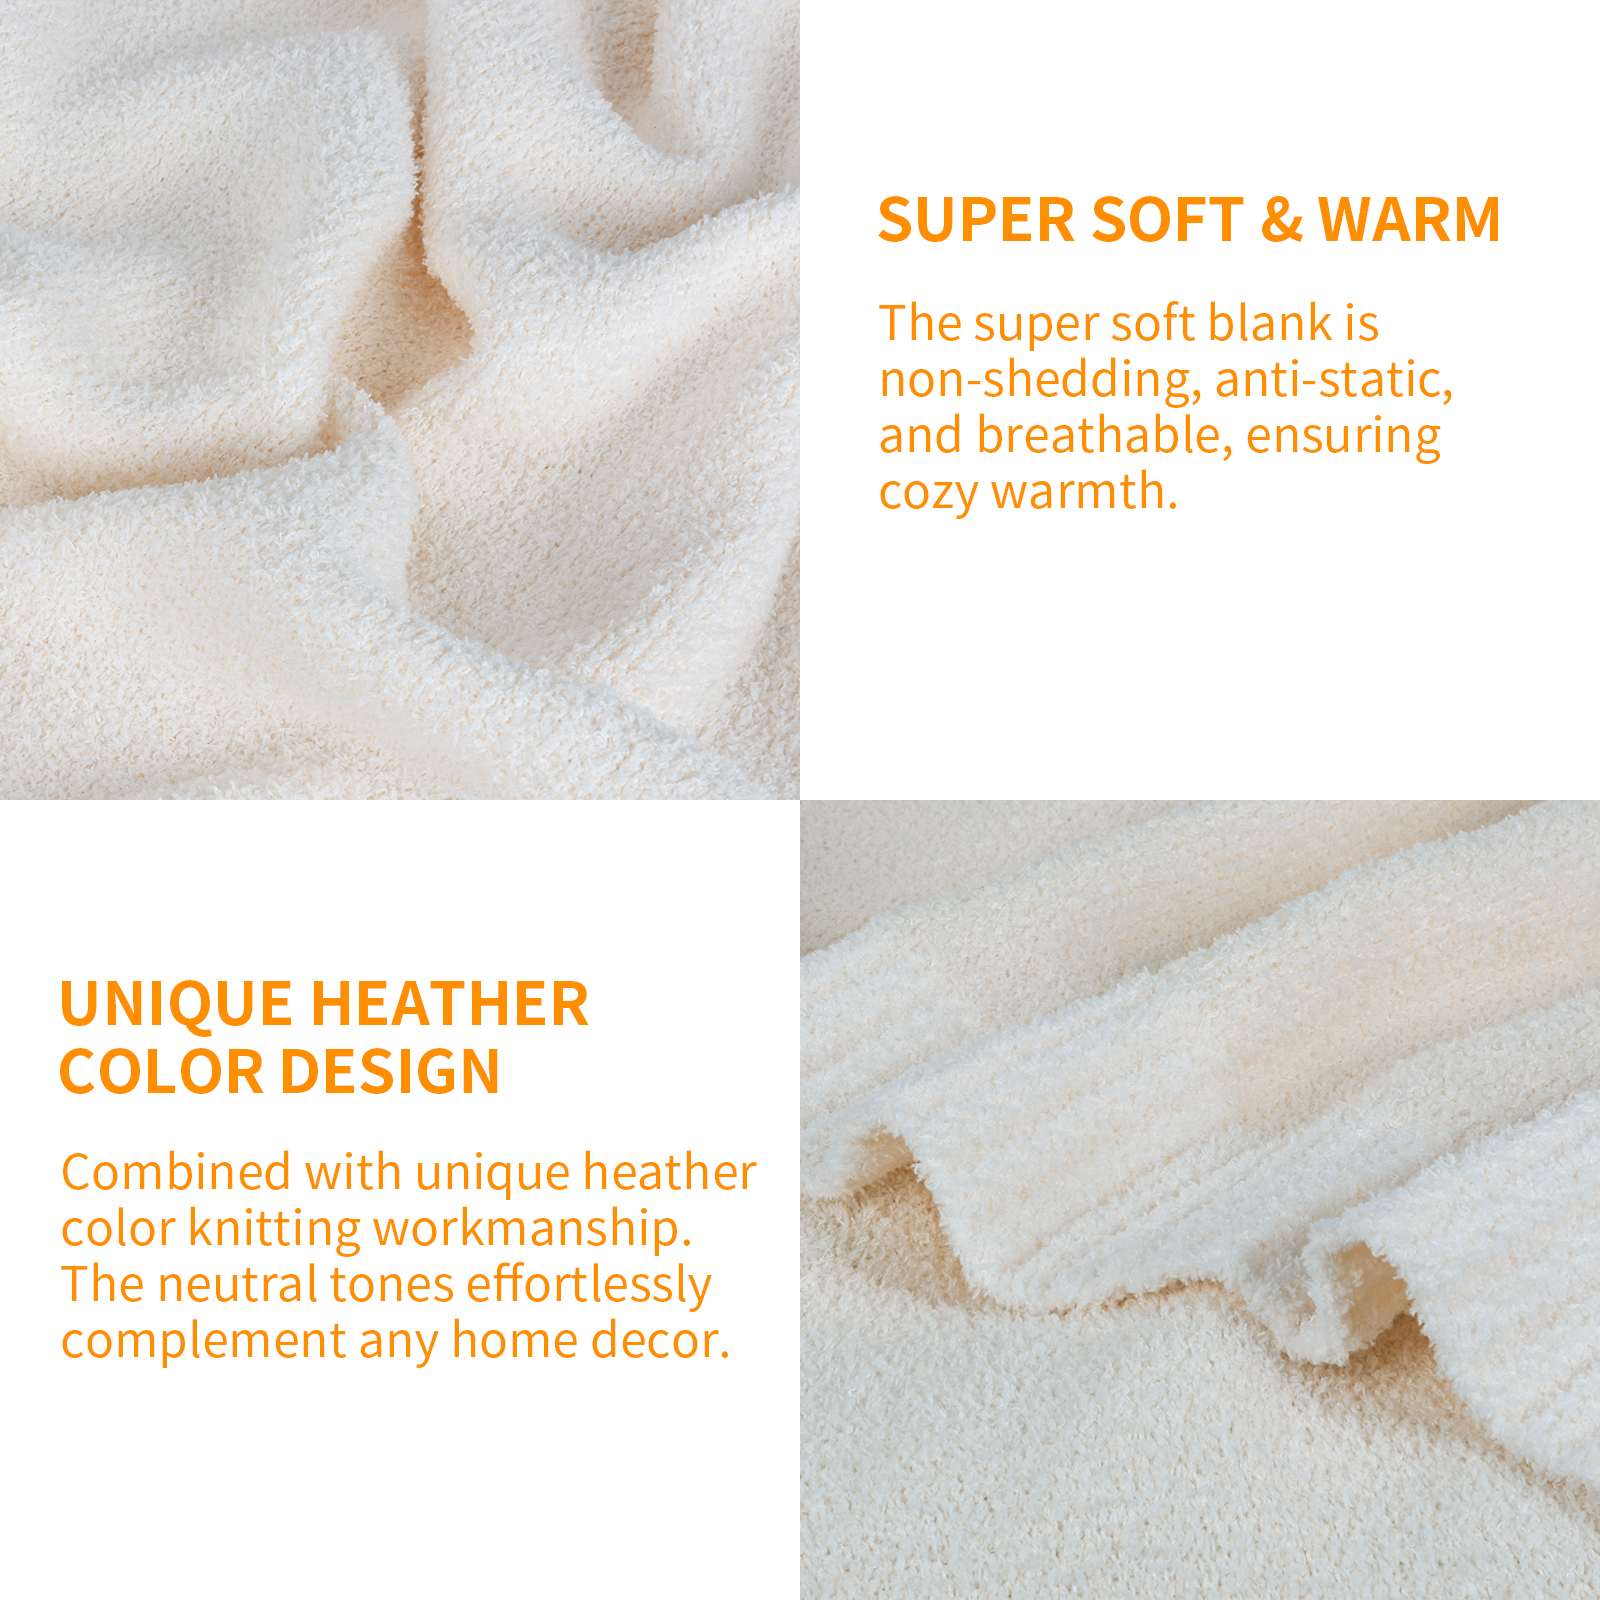 SUPER SOFT & WARM
The super soft blank is
non-shedding, anti-static,
and breathable, ensuring
cozy warmth.
UNIQUE HEATHER
COLOR DESIGN
Combined with unique heather
color knitting workmanship.
The neutral tones effortlessly
complement any home decor.